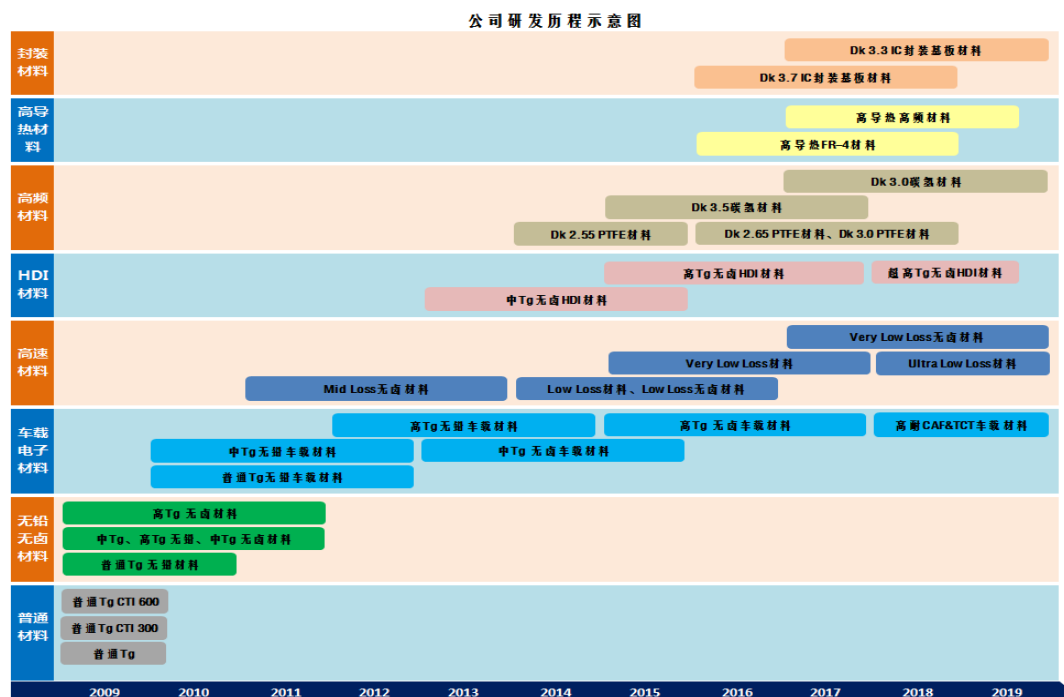 公司研发历程示意图
封装
材料
Dk 3.3 IC封装基板材料
Dk 3.7 IC封装基板材料
高导
热材
料
高导热高频材料
高导热FR-4材料
高频
材料
Dk 3.0碳氢材料
Dk 3.5碳氢材料
Dk 2.55 PTFE材料
Dk 2.65 PTFE材料、Dk 3.0 PTFE材料
HDI
材料
高Tg无卤HDI材料
超高Tg无卤HDI材料
中Tg无卤HDI材料
高速
材料
Very Low Loss无卤材料
Very Low Loss材料
Ultra Low Loss材料
Mid Loss无卤材料
Low Loss材料、Low Loss无卤材料
车载
电子
材料
高Tg无铅车载材料
高Tg 无卤车载材料
高耐CAF&TCT车载材料
中Tg无铅车载材料
中Tg 无卤车载材料
普通Tg无铅车载材料
无铅
无卤
材料
高Tg 无卤材料
中Tg、高Tg无铅、中Tg无卤材料
普通Tg 无铅材料
普通
材料
普通Tg CTI 600
普通Tg CTI 300
普通Tg
2009 2010 2011 2012 2013 2014 2015 2016 2017 2018 2019